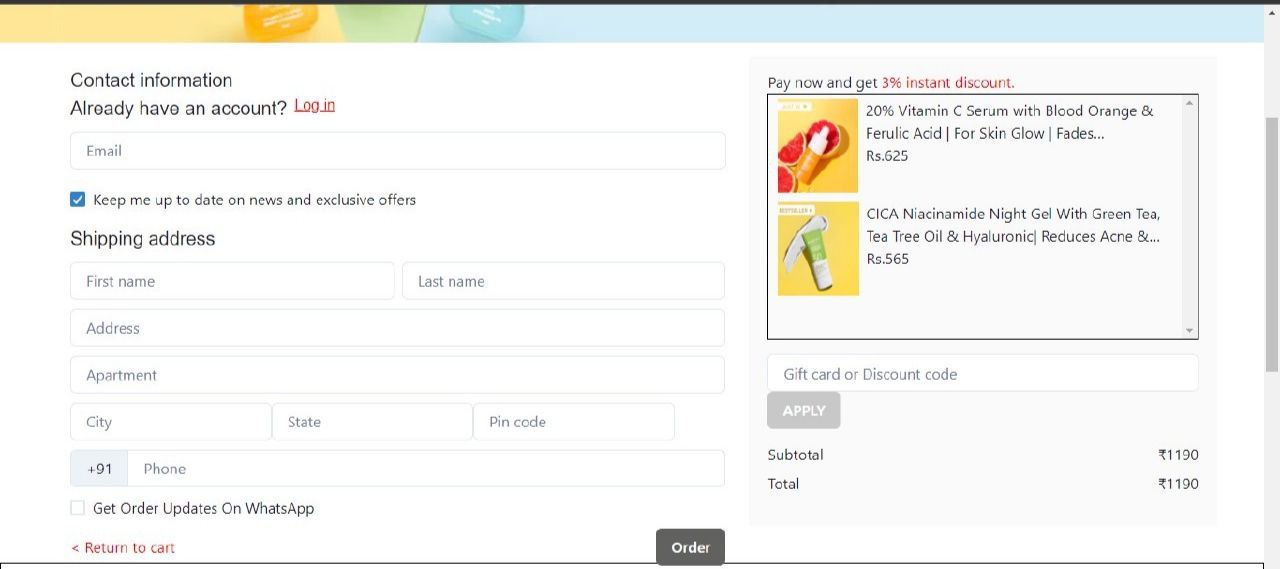 Contact information
Already have an account? Log in
Email
Keep me up to date on news and exclusive offers
Shipping address
First name
Last name
Address
Apartment
City
State
Pin code
+91
Phone
Get Order Updates On WhatsApp
< Return to cart
Order
Pay now and get 3% instant discount.
20% Vitamin C Serum with Blood Orange &
Ferulic Acid | For Skin Glow | Fades...
Rs.625
BESTSELLER
CICA Niacinamide Night Gel With Green Tea,
Tea Tree Oil & Hyaluronic| Reduces Acne &...
Rs.565
Gift card or Discount code
APPLY
Subtotal
₹1190
Total
₹1190